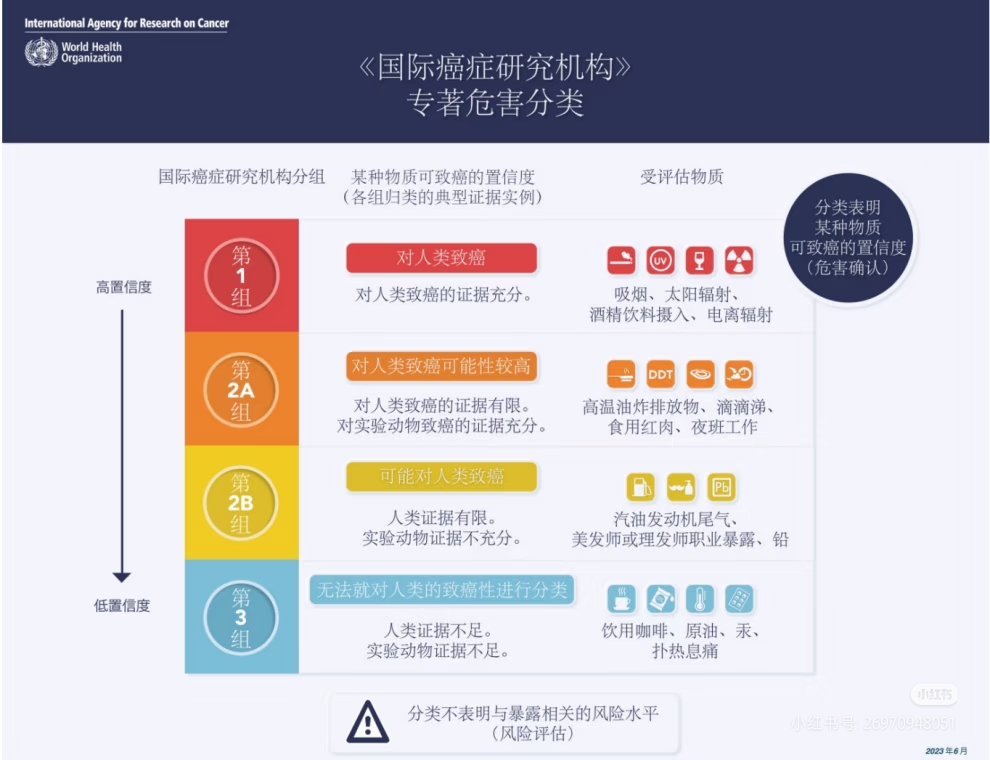 International Agency for Research on Cancer
World Health
Organization
《国际癌症研究机构》
专著危害分类
国际癌症研究机构分组
某种物质可致癌的置信度
(各组归类的典型证据实例)
受评估物质
分类表明
某种物质
可致癌的置信度
(危害确认)
高置信度
低置信度
第
1
组
对人类致癌
对人类致癌的证据充分。
UV
吸烟、太阳辐射、
酒精饮料摄入、电离辐射
第
2A
组
对人类致癌可能性较高
对人类致癌的证据有限。
对实验动物致癌的证据充分。
DDT
高温油炸排放物、滴滴涕、
食用红肉、夜班工作
第
2B
组
可能对人类致癌
人类证据有限。
实验动物证据不充分。
Pb
汽油发动机尾气、
美发师或理发师职业暴露、铅
第
3
组
无法就对人类的致癌性进行分类
人类证据不足。
实验动物证据不足。
饮用咖啡、原油、汞、
扑热息痛
分类不表明与暴露相关的风险水平
(风险评估)
小红书
小红书号: 26970948031
2023年6月